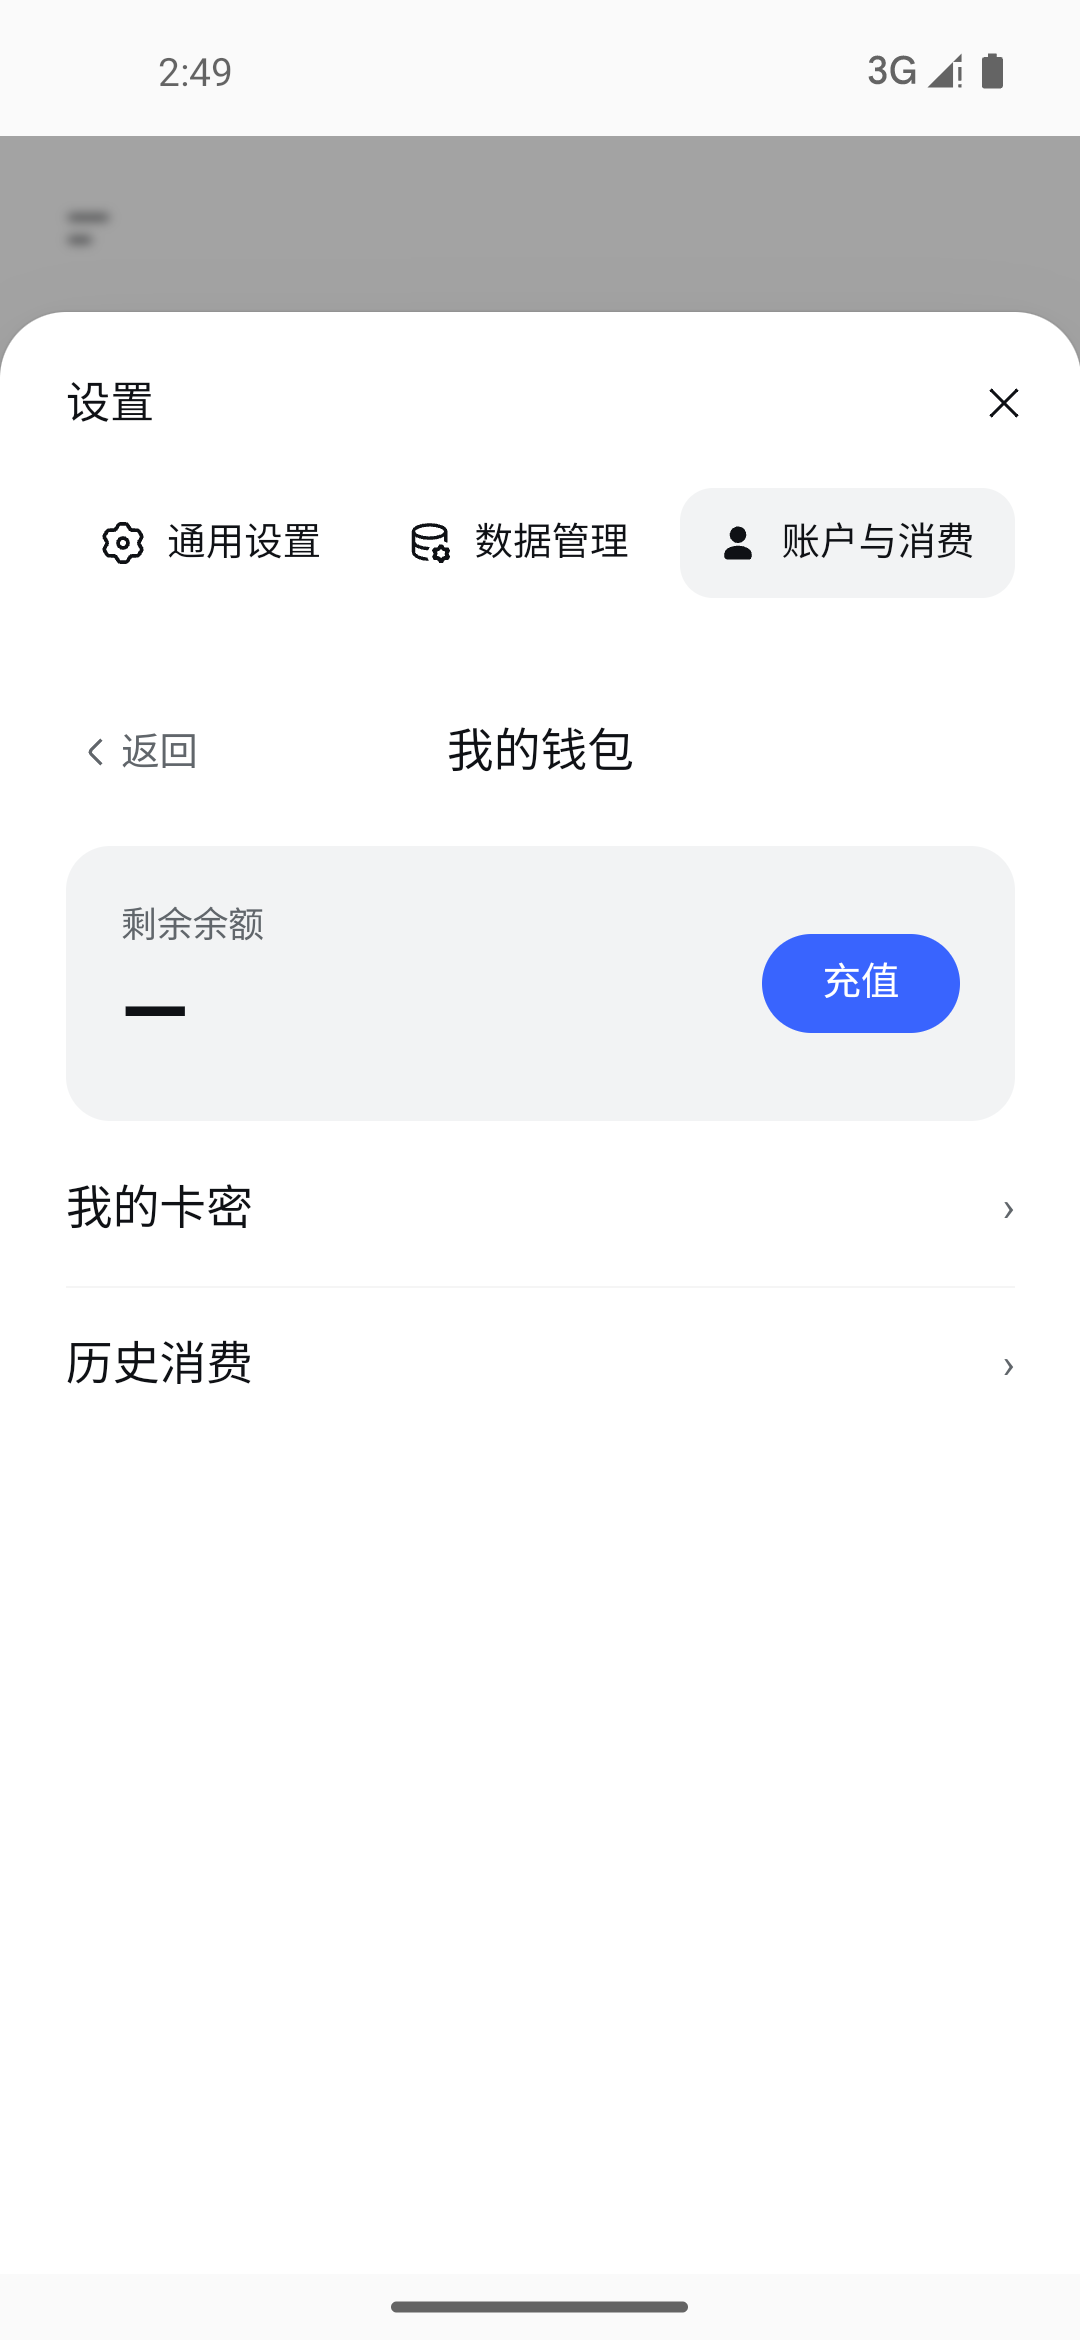 2:49
3G
设置
通用设置
数据管理
账户与消费
返回
我的钱包
剩余余额
—
充值
我的卡密
历史消费